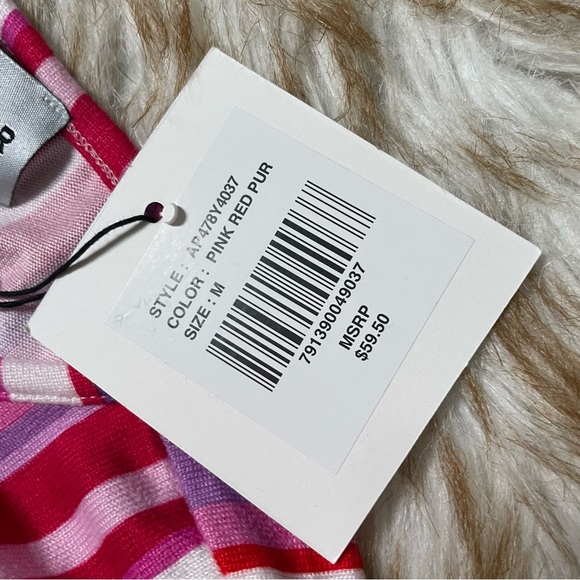 STYLE : AP478Y4037
COLOR : PINK RED PUR
SIZE : M
791390049037
MSRP
$59.50